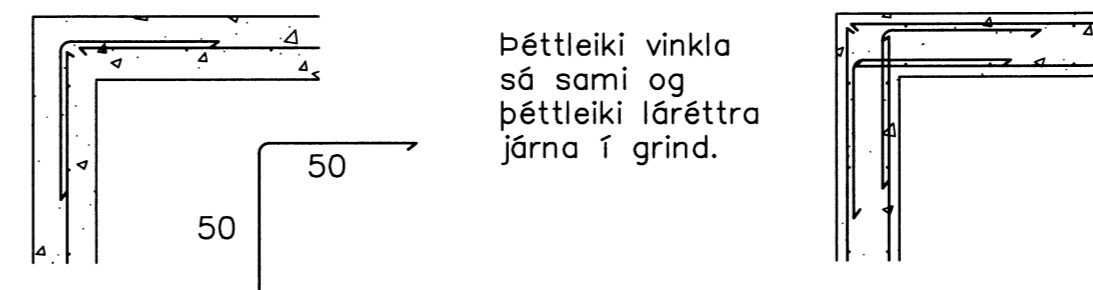 Þéttleiki vinkla
sá sami og
þéttleiki láréttra
járna í grind.
50
50